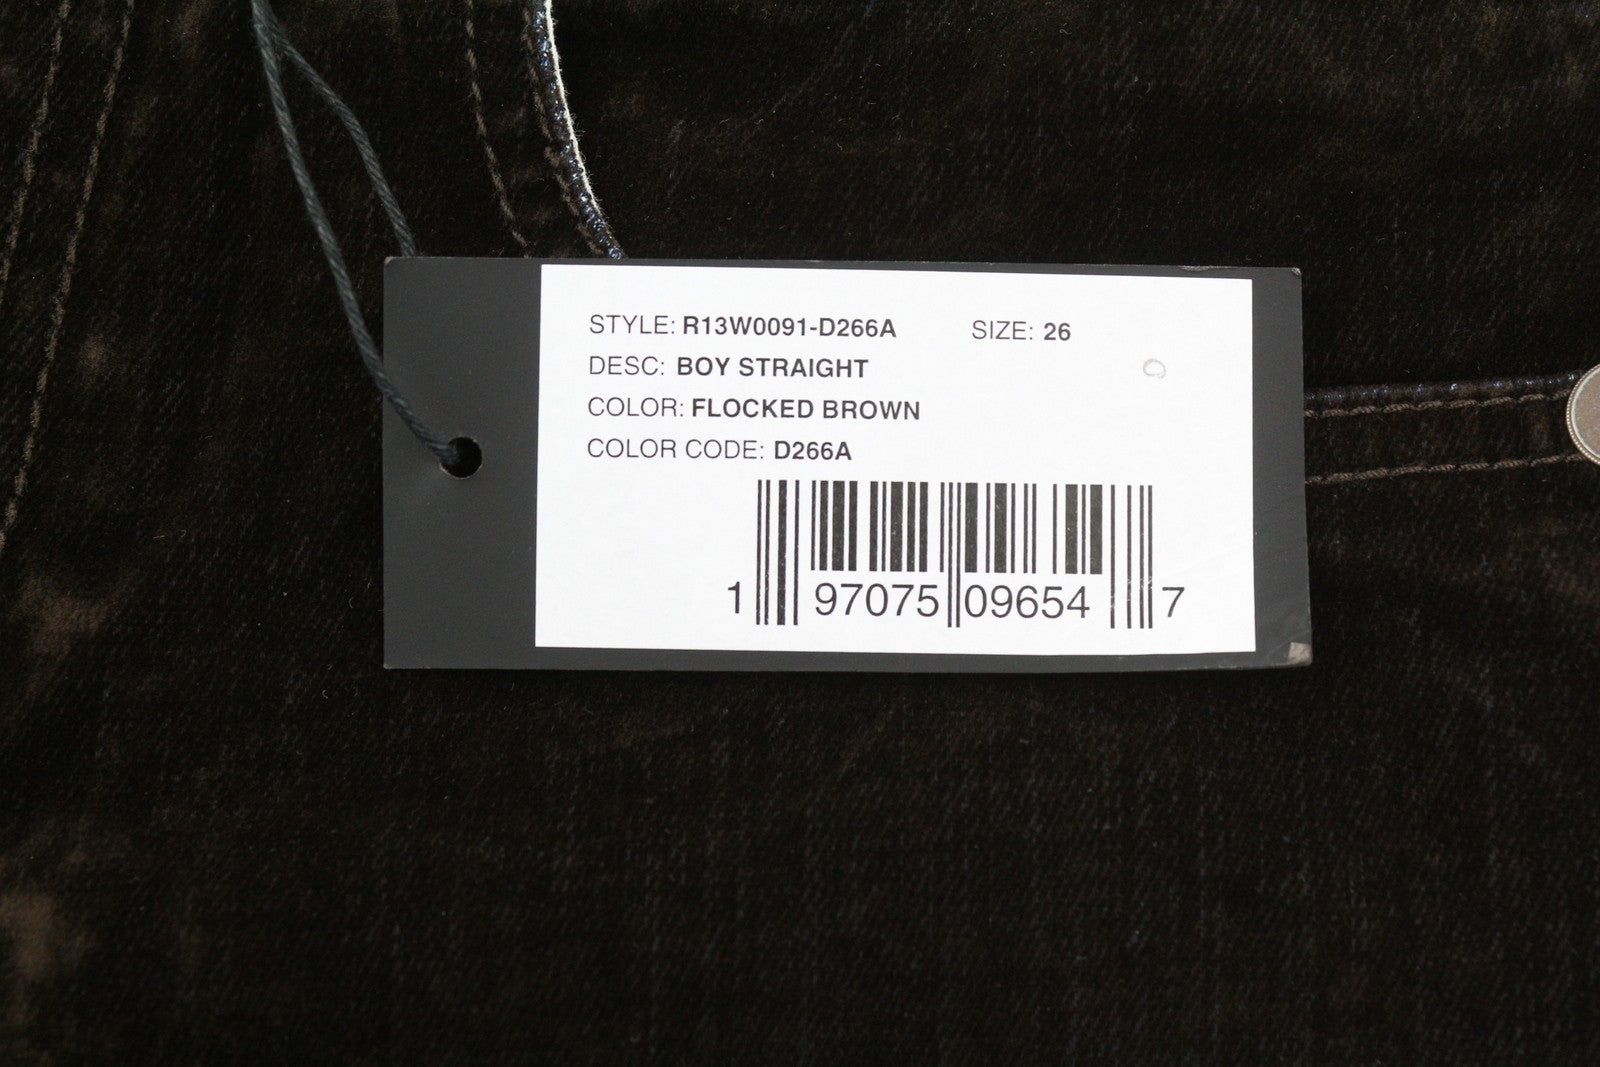 STYLE: R13W0091-D266A SIZE: 26
DESC: BOY STRAIGHT
COLOR: FLOCKED BROWN
COLOR CODE: D266A
1 97075 09654 7